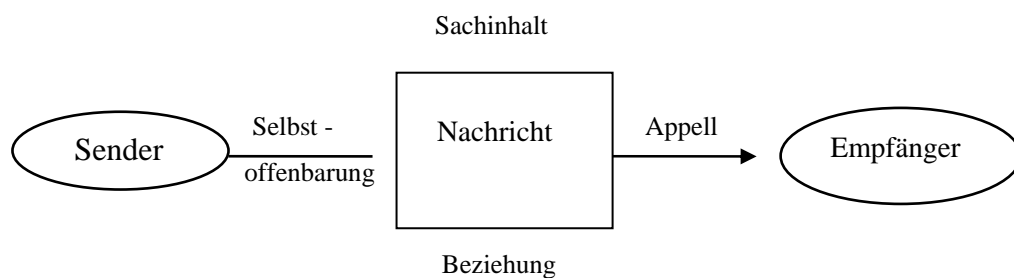 Sachinhalt
Sender
Selbst -
offenbarung
Nachricht
Appell
Empfänger
Beziehung